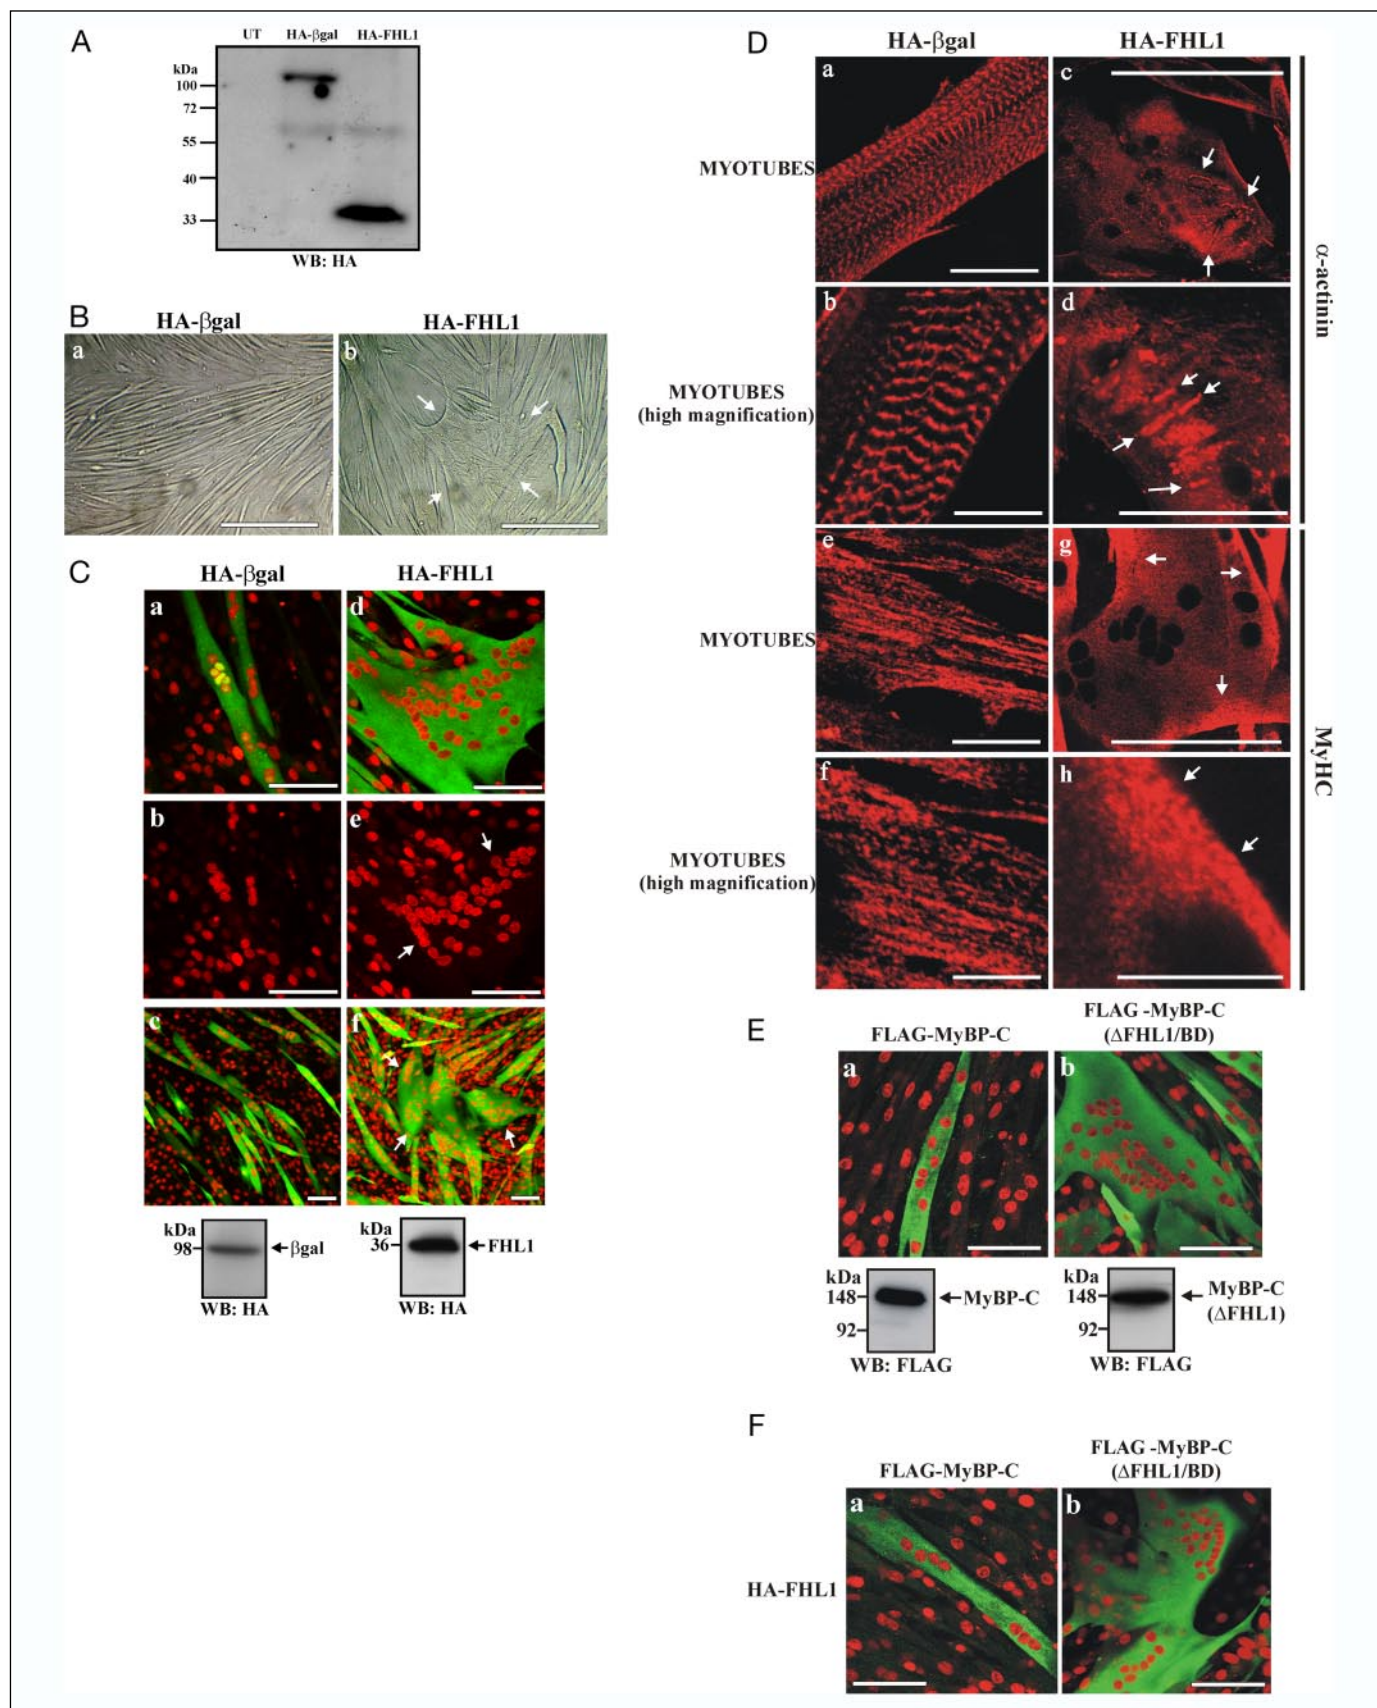 A
UT HA-βgal HA-FHL1
kDa
100
72
55
40
33
WB: HA
B
HA-βgal HA-FHL1
a b
C
HA-βgal HA-FHL1
a d
b e
c f
kDa
98 βgal
WB: HA
kDa
36 FHL1
WB: HA
D
HA-βgal HA-FHL1
a c
MYOTUBES
b d
MYOTUBES
(high magnification)
α-actinin
e g
MYOTUBES
f h
MYOTUBES
(high magnification)
MyHC
E
FLAG-MyBP-C
FLAG -MyBP-C
(ΔFHL1/BD)
a b
kDa
148 MyBP-C
92
WB: FLAG
kDa
148 MyBP-C
(ΔFHL1)
92
WB: FLAG
F
FLAG-MyBP-C
FLAG -MyBP-C
(ΔFHL1/BD)
a b
HA-FHL1